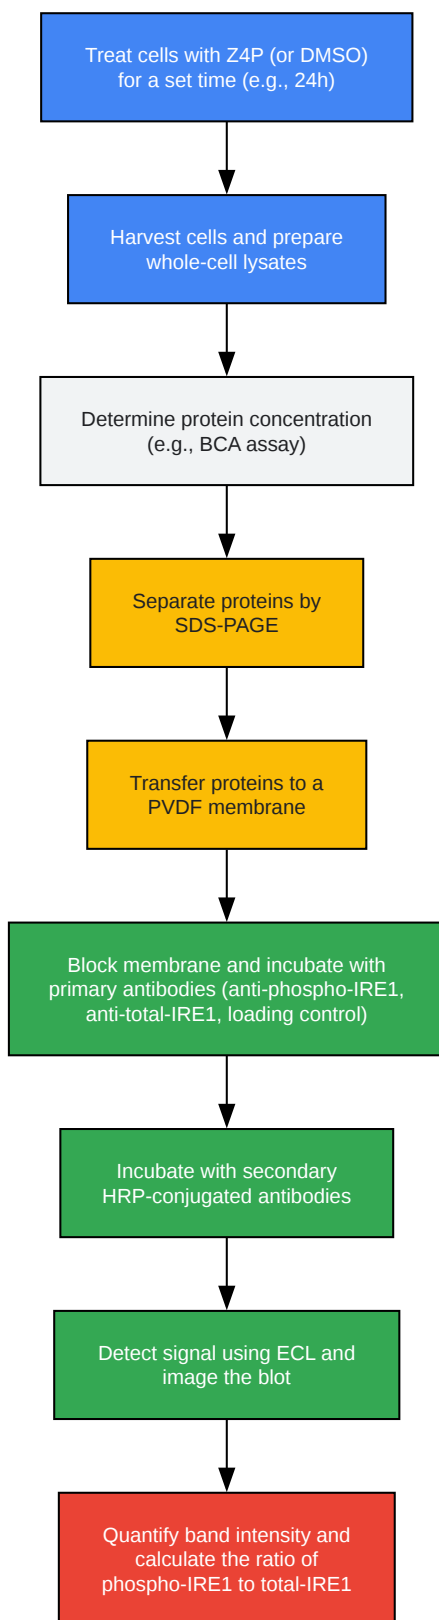 Treat cells with Z4P (or DMSO)
for a set time (e.g., 24h)
Harvest cells and prepare
whole-cell lysates
Determine protein concentration
(e.g., BCA assay)
Separate proteins by
SDS-PAGE
Transfer proteins to a
PVDF membrane
Block membrane and incubate with
primary antibodies (anti-phospho-IRE1,
anti-total-IRE1, loading control)
Incubate with secondary
HRP-conjugated antibodies
Detect signal using ECL and
image the blot
Quantify band intensity and
calculate the ratio of
phospho-IRE1 to total-IRE1